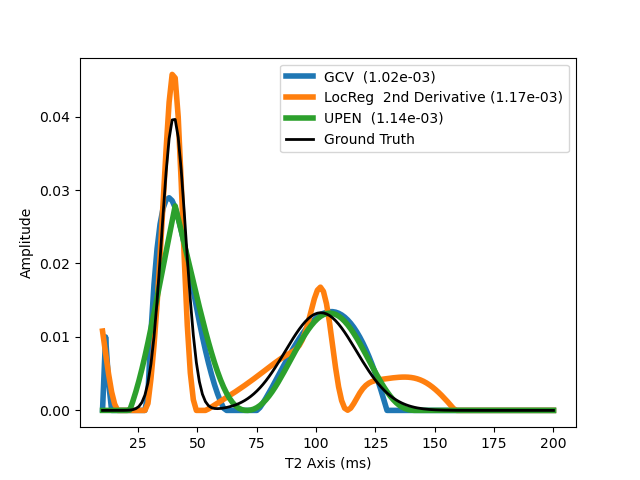 GCV  (1.02e-03)
LocReg  2nd Derivative (1.17e-03)
UPEN  (1.14e-03)
Ground Truth
0.04
0.03
0.02
0.01
0.00
Amplitude
25 50 75 100 125 150 175 200
T2 Axis (ms)